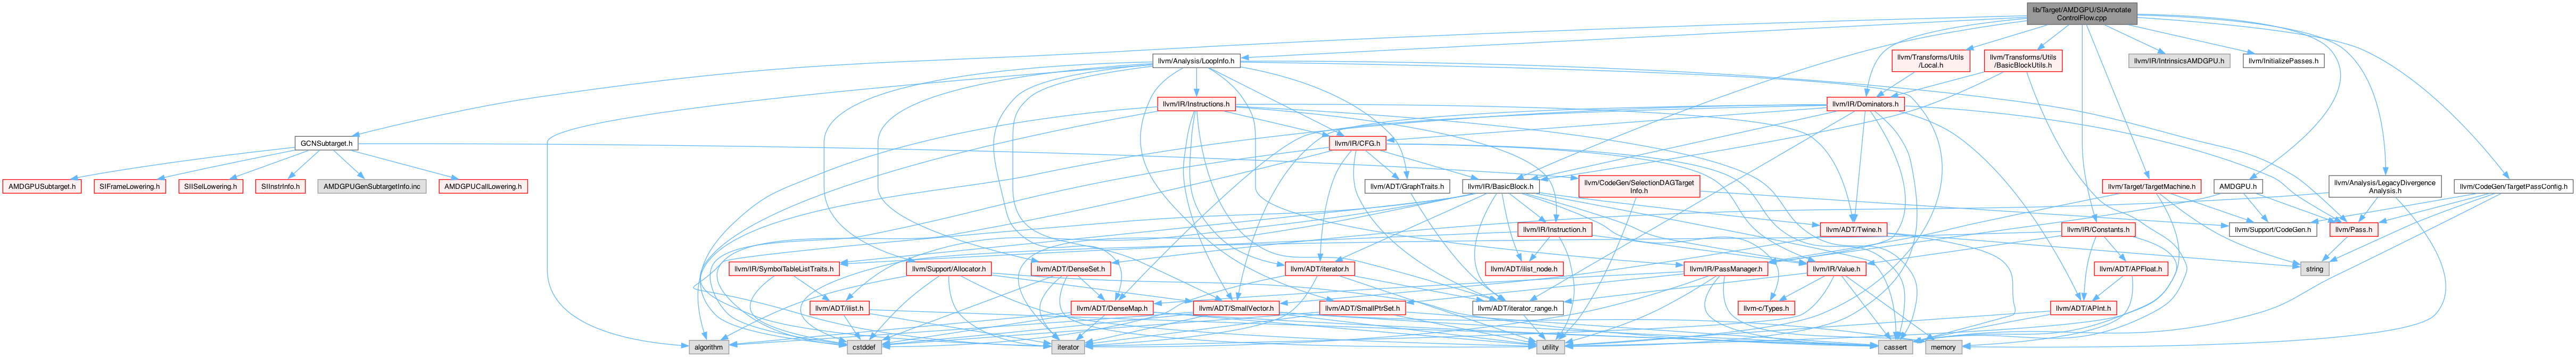 lib/Target/AMDGPU/SIAnnotate
ControlFlow.cpp
llvm/Analysis/LoopInfo.h
llvm/Transforms/Utils
/Local.h
llvm/Transforms/Utils
/BasicBlockUtils.h
llvm/IR/IntrinsicsAMDGPU.h
llvm/InitializePasses.h
llvm/IR/Instructions.h
llvm/IR/Dominators.h
GCNSubtarget.h
llvm/IR/CFG.h
AMDGPUSubtarget.h
SIFrameLowering.h
SIISelLowering.h
SIInstrInfo.h
AMDGPUGenSubtargetInfo.inc
AMDGPUCallLowering.h
llvm/ADT/GraphTraits.h
llvm/IR/BasicBlock.h
llvm/CodeGen/SelectionDAGTarget
Info.h
llvm/Target/TargetMachine.h
AMDGPU.h
llvm/Analysis/LegacyDivergence
Analysis.h
llvm/CodeGen/TargetPassConfig.h
llvm/IR/Instruction.h
llvm/ADT/Twine.h
llvm/IR/Constants.h
llvm/Support/CodeGen.h
llvm/Pass.h
llvm/IR/SymbolTableListTraits.h
llvm/Support/Allocator.h
llvm/ADT/DenseSet.h
llvm/ADT/iterator.h
llvm/ADT/ilist_node.h
llvm/IR/PassManager.h
llvm/IR/Value.h
llvm/ADT/APFloat.h
string
llvm/ADT/ilist.h
llvm/ADT/DenseMap.h
llvm/ADT/SmallVector.h
llvm/ADT/SmallPtrSet.h
llvm/ADT/iterator_range.h
llvm-c/Types.h
llvm/ADT/APInt.h
algorithm
cstddef
iterator
utility
cassert
memory